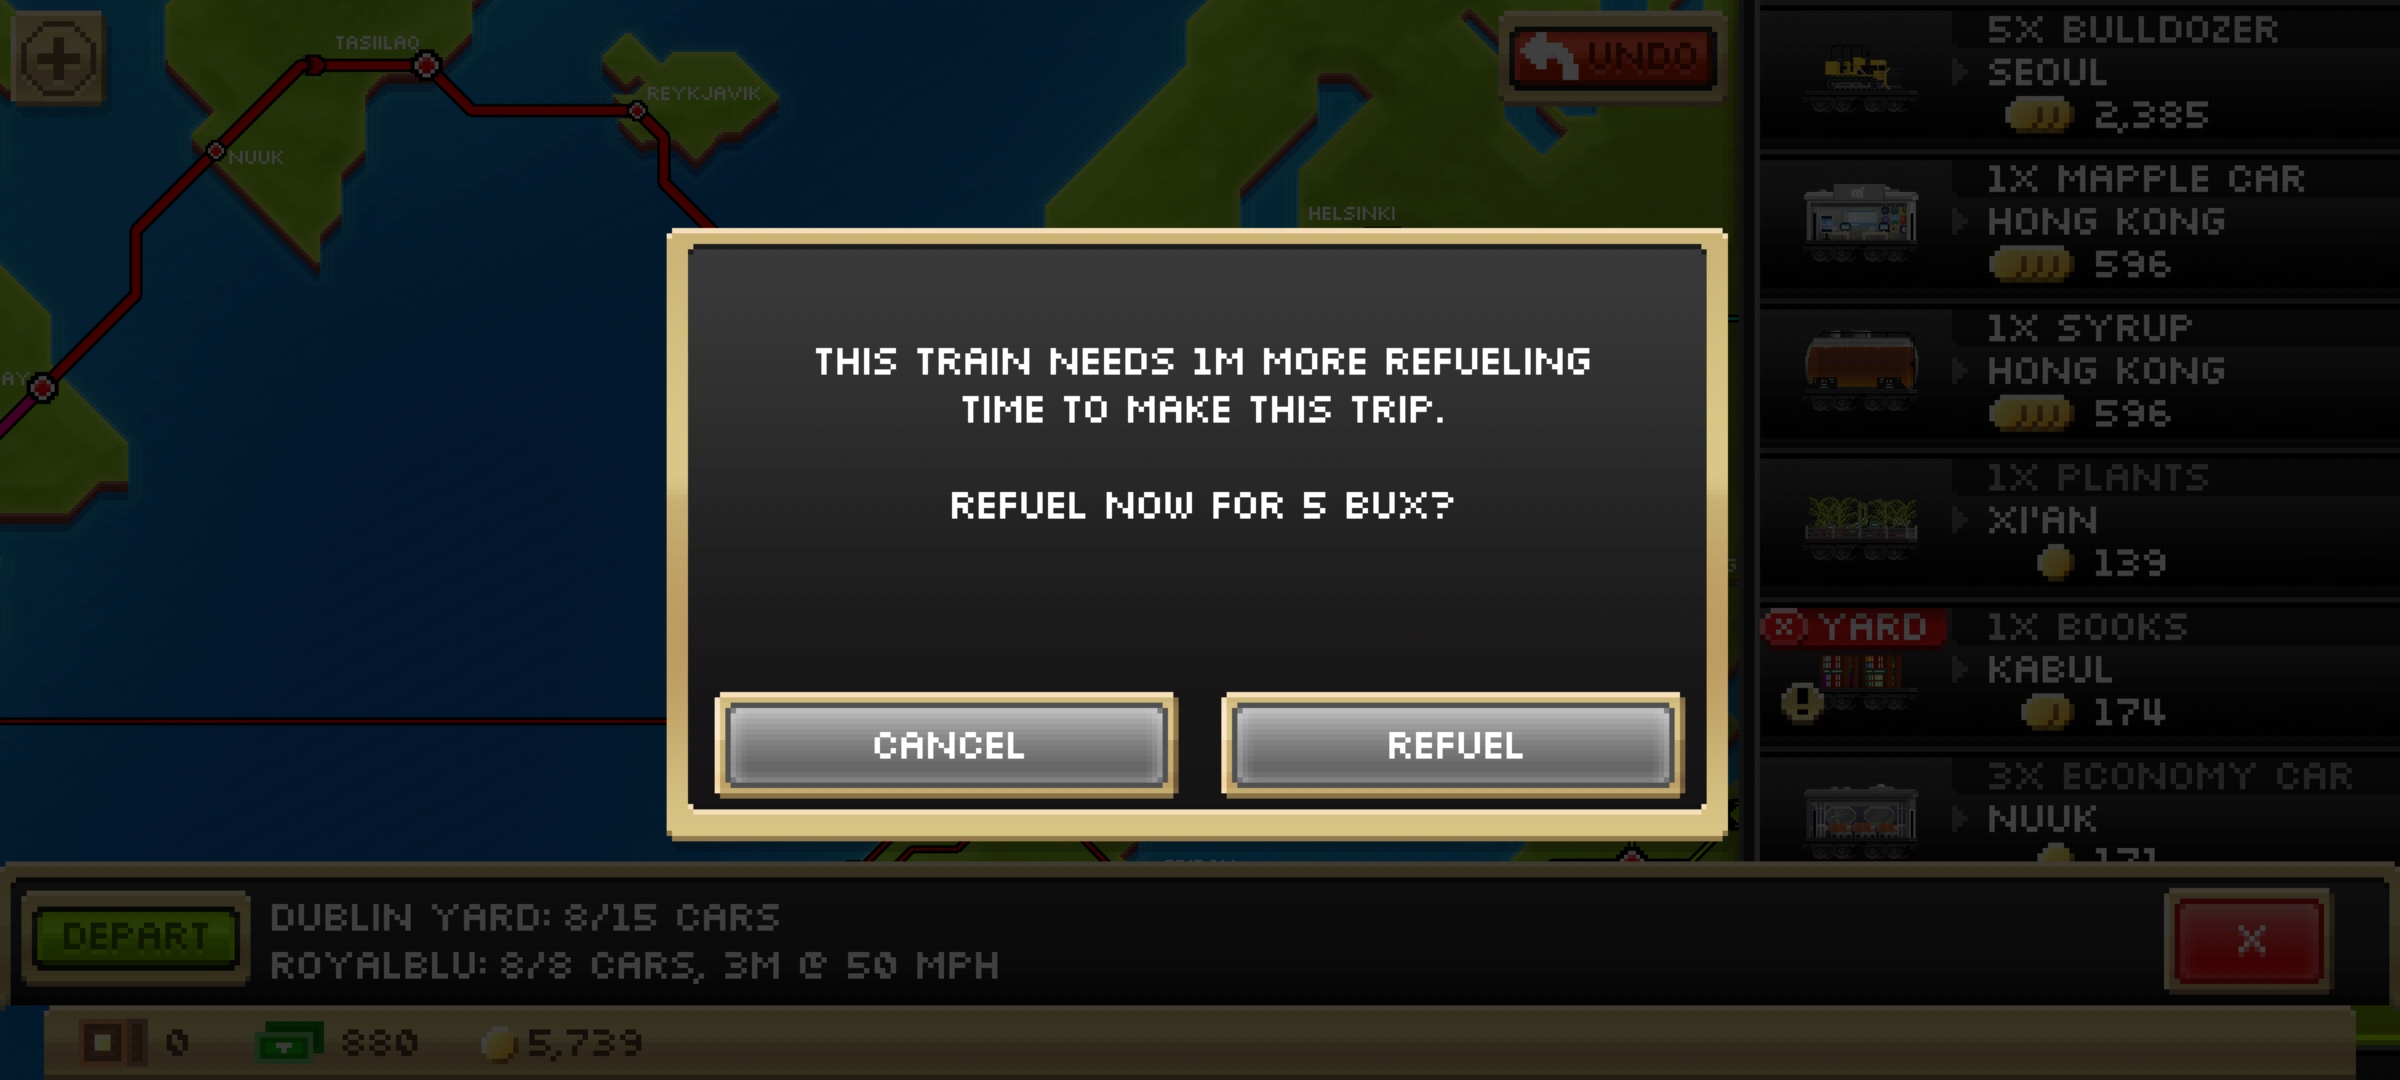 TASIILAQ
REYKJAVIK
NUUK
HELSINKI
UNDO
THIS TRAIN NEEDS 1M MORE REFUELING
TIME TO MAKE THIS TRIP.
REFUEL NOW FOR 5 BUX?
CANCEL
REFUEL
5X BULLDOZER
SEOUL
2,385
1X MAPPLE CAR
HONG KONG
596
1X SYRUP
HONG KONG
596
1X PLANTS
XI'AN
139
X YARD
1X BOOKS
KABUL
174
3X ECONOMY CAR
NUUK
171
DEPART
DUBLIN YARD: 8/15 CARS
ROYALBLU: 8/8 CARS, 3M @ 50 MPH
X
0
880
5,739